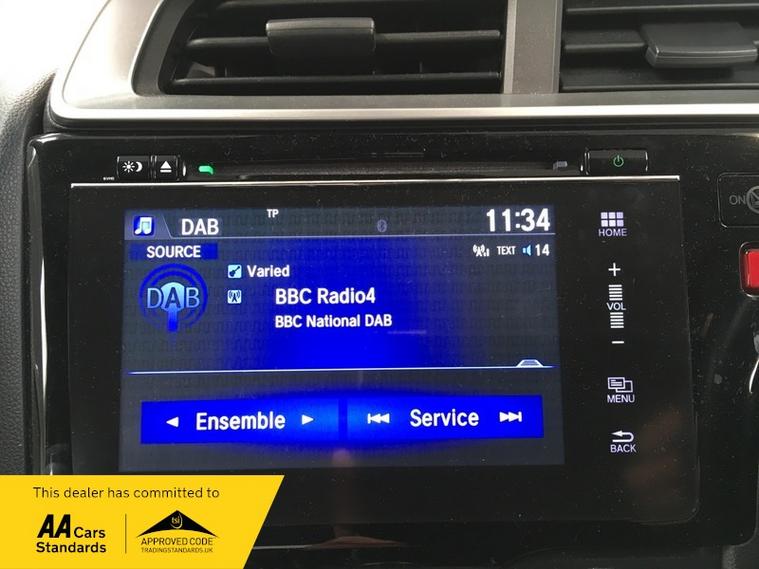 DAB
TP
11:34
SOURCE
TEXT 14
DAB
Varied
BBC Radio4
BBC National DAB
Ensemble
Service
HOME
+
VOL
−
MENU
BACK
ON
This dealer has committed to
AA Cars
Standards
tsi
APPROVED CODE
TRADINGSTANDARDS.UK